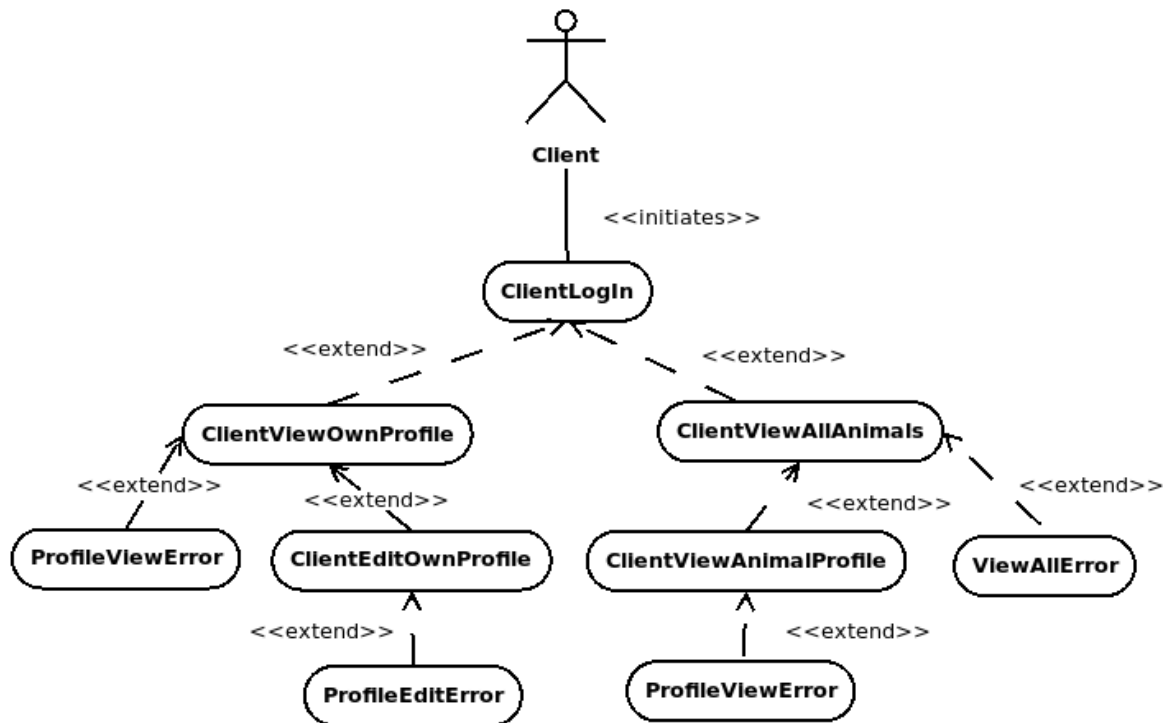 Client
<<initiates>>
ClientLogIn
<<extend>>
<<extend>>
ClientViewOwnProfile
ClientViewAllAnimals
<<extend>>
<<extend>>
<<extend>>
<<extend>>
ProfileViewError
ClientEditOwnProfile
ClientViewAnimalProfile
ViewAllError
<<extend>>
<<extend>>
ProfileEditError
ProfileViewError